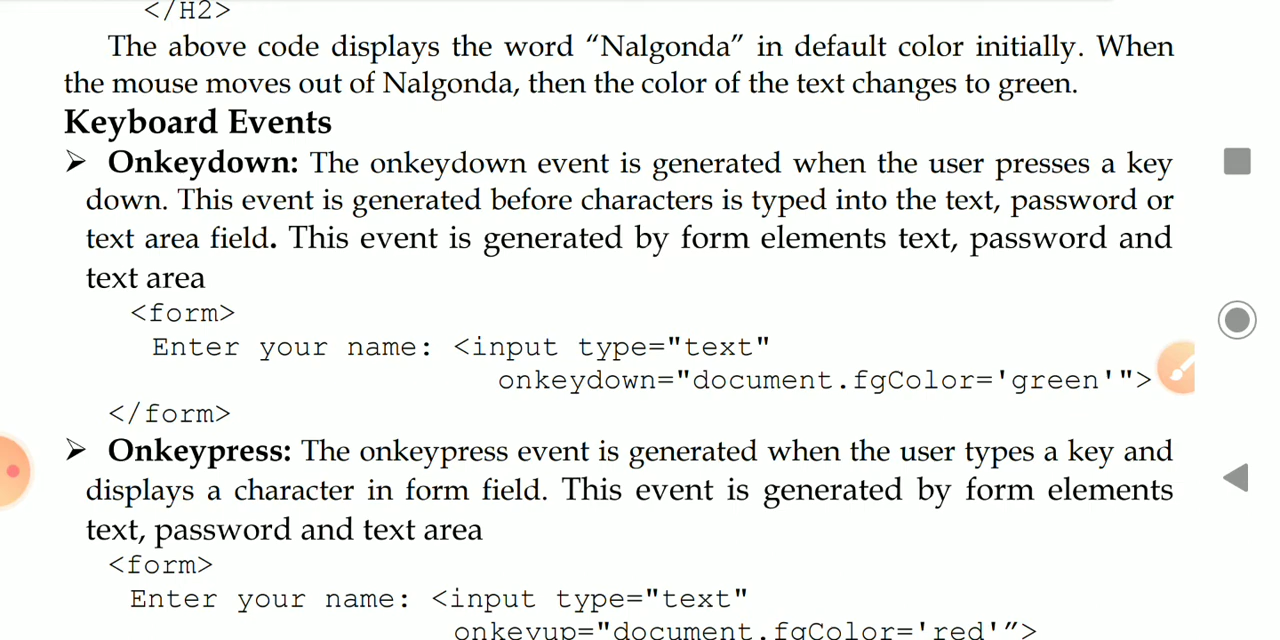 </H2>
The above code displays the word “Nalgonda” in default color initially. When
the mouse moves out of Nalgonda, then the color of the text changes to green.
Keyboard Events
➢ Onkeydown: The onkeydown event is generated when the user presses a key
down. This event is generated before characters is typed into the text, password or
text area field. This event is generated by form elements text, password and
text area
<form>
Enter your name: <input type="text"
onkeydown="document.fgColor='green'">
</form>
➢ Onkeypress: The onkeypress event is generated when the user types a key and
displays a character in form field. This event is generated by form elements
text, password and text area
<form>
Enter your name: <input type="text"
onkeyup="document.fgColor='red'”>